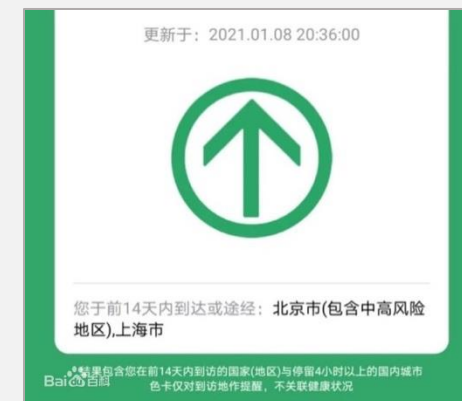 更新于：2021.01.08 20:36:00
您于前14天内到达或途经：北京市(包含中高风险
地区),上海市
结果包含您在前14天内到访的国家(地区)与停留4小时以上的国内城市
色卡仅对到访地作提醒，不关联健康状况
Bai百科